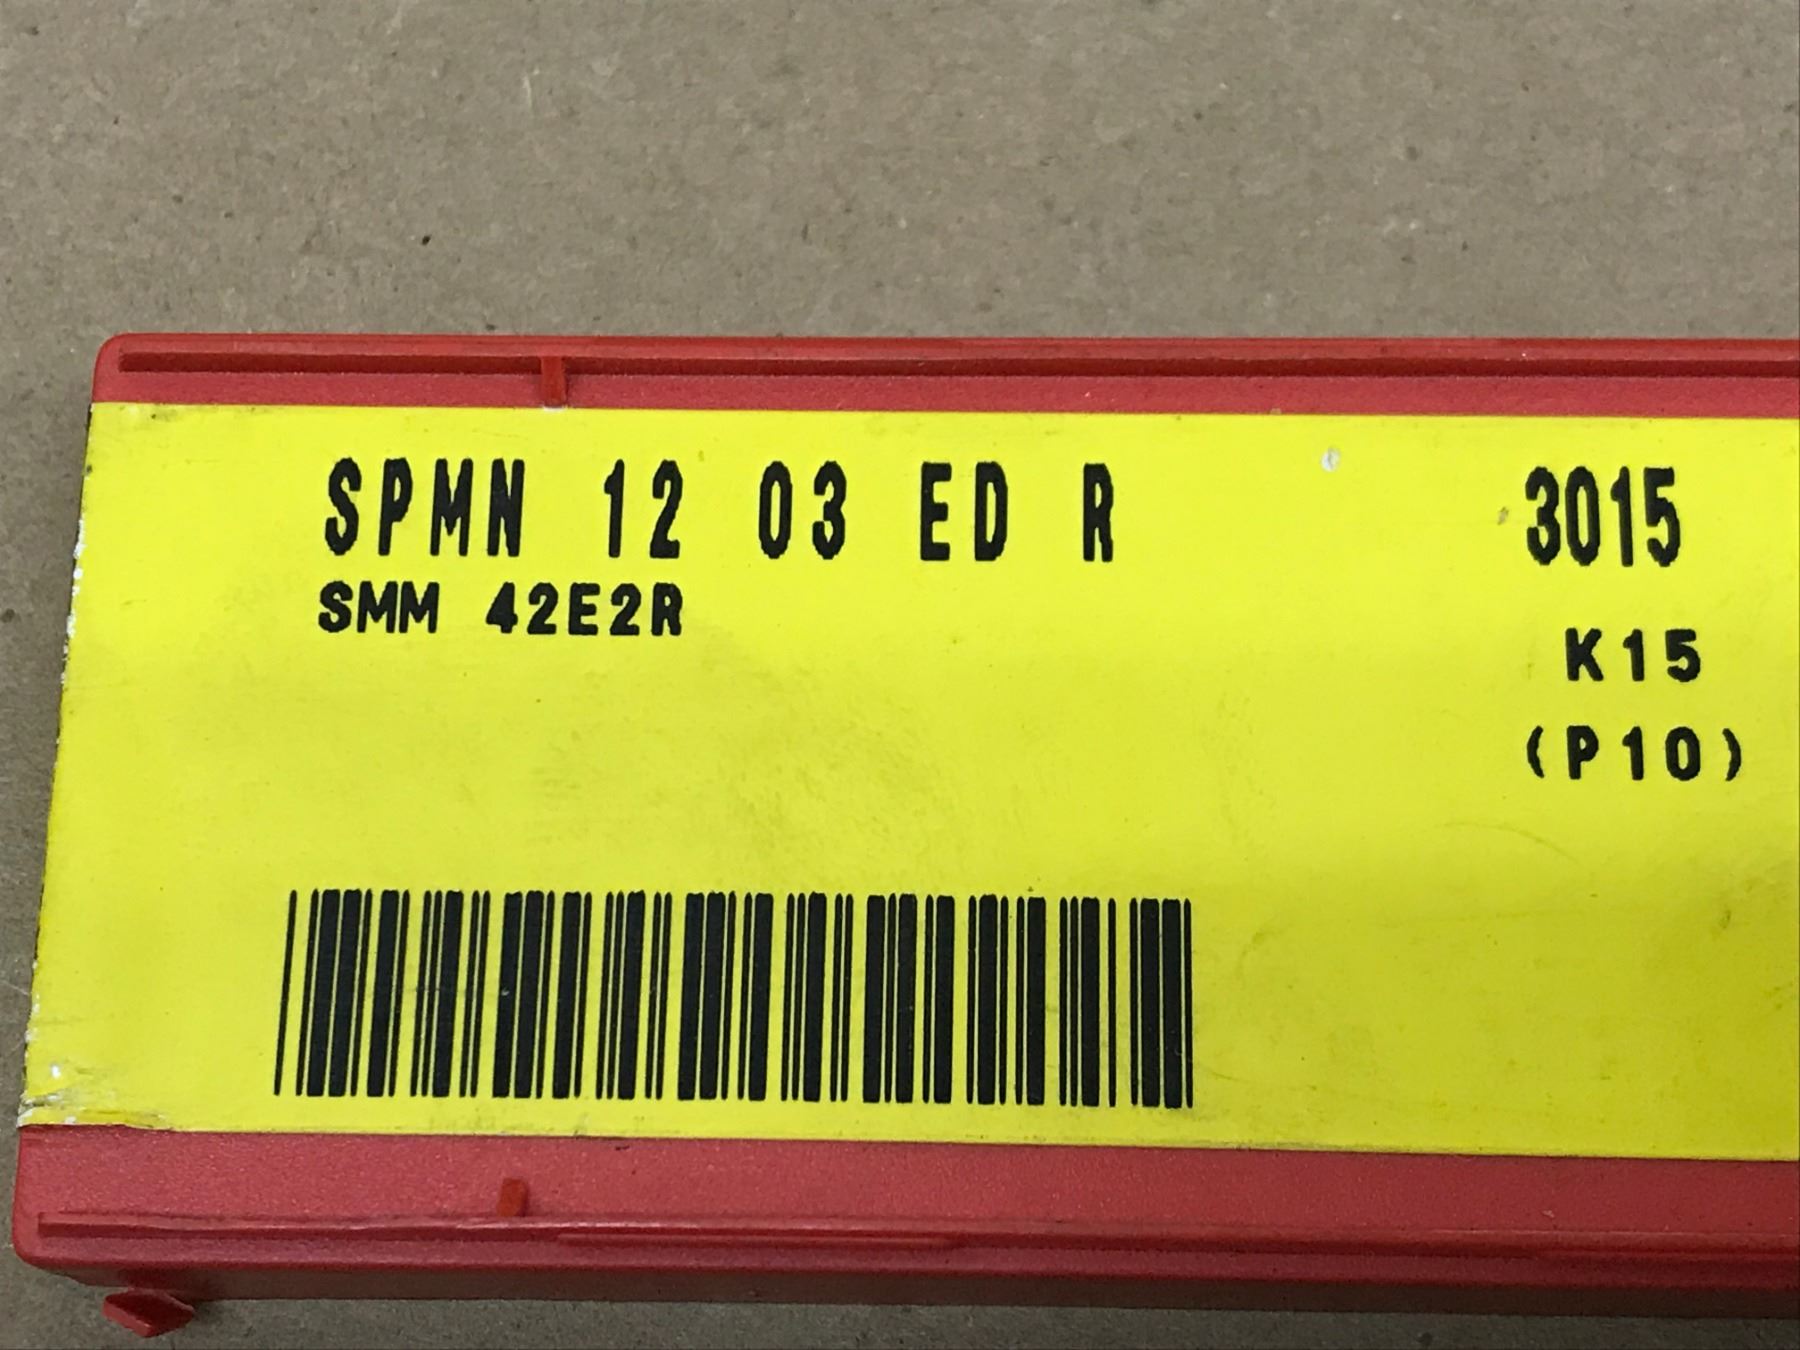 SPMN 12 03 ED R 3015
SMM 42E2R
K15
(P10)